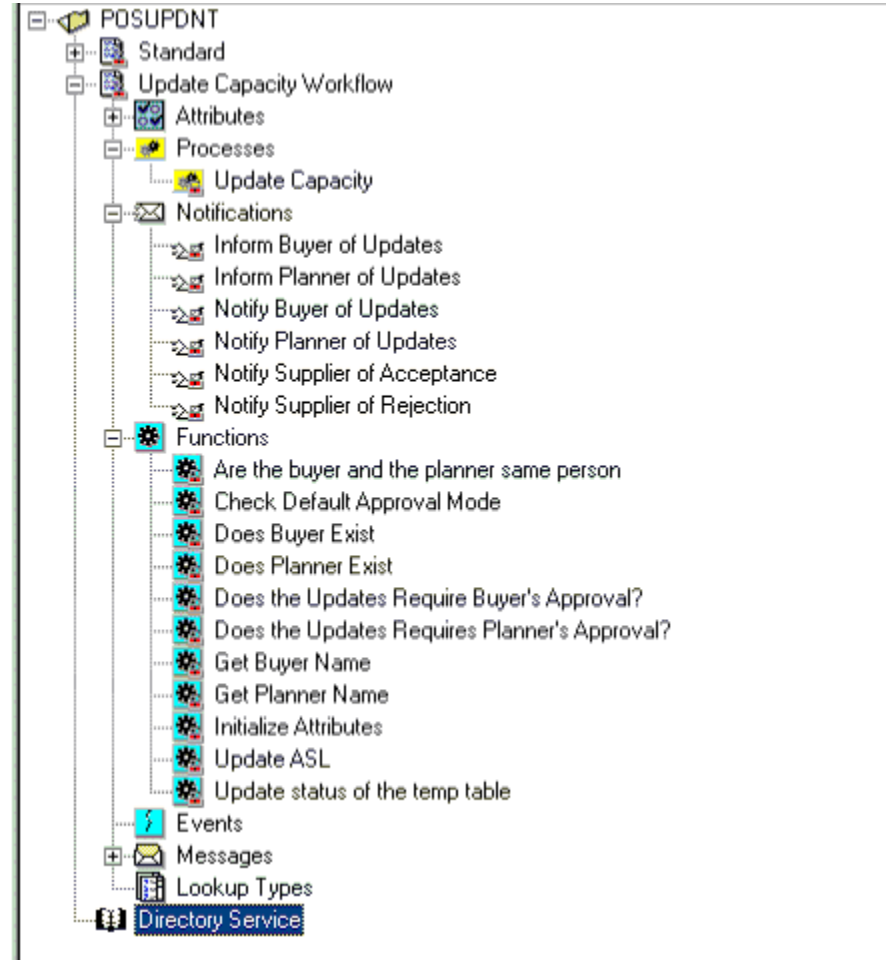 POSUPDNT
Standard
Update Capacity Workflow
Attributes
Processes
Update Capacity
Notifications
Inform Buyer of Updates
Inform Planner of Updates
Notify Buyer of Updates
Notify Planner of Updates
Notify Supplier of Acceptance
Notify Supplier of Rejection
Functions
Are the buyer and the planner same person
Check Default Approval Mode
Does Buyer Exist
Does Planner Exist
Does the Updates Require Buyer's Approval?
Does the Updates Requires Planner's Approval?
Get Buyer Name
Get Planner Name
Initialize Attributes
Update ASL
Update status of the temp table
Events
Messages
Lookup Types
Directory Service